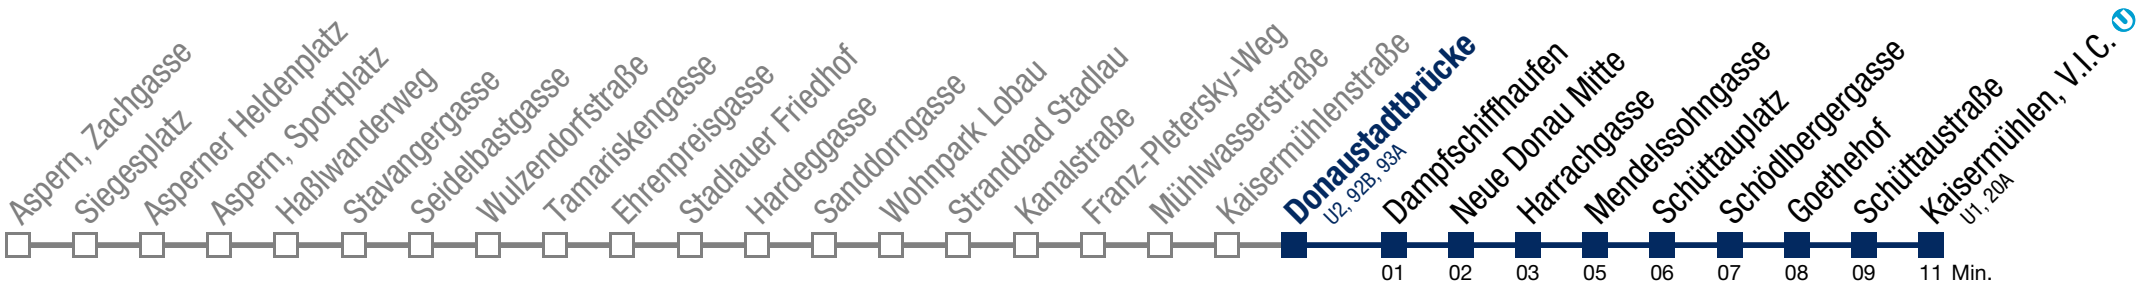 Aspern, Zachgasse
Siegesplatz
Asperner Heldenplatz
Aspern, Sportplatz
Haßlwanderweg
Stavangergasse
Seidelbastgasse
Wulzendorfstraße
Tamariskengasse
Ehrenpreisgasse
Stadlauer Friedhof
Hardeggasse
Sanddorngasse
Wohnpark Lobau
Strandbad Stadlau
Kanalstraße
Franz-Pletersky-Weg
Mühlwasserstraße
Kaisermühlenstraße
Donaustadtbrücke
U2, 92B, 93A
Dampfschiffhaufen
Neue Donau Mitte
Harrachgasse
Mendelssohngasse
Schüttauplatz
Schödlbergergasse
Goethehof
Schüttaustraße
Kaisermühlen, V.I.C. U
U1, 20A
01 02 03 05 06 07 08 09 11 Min.